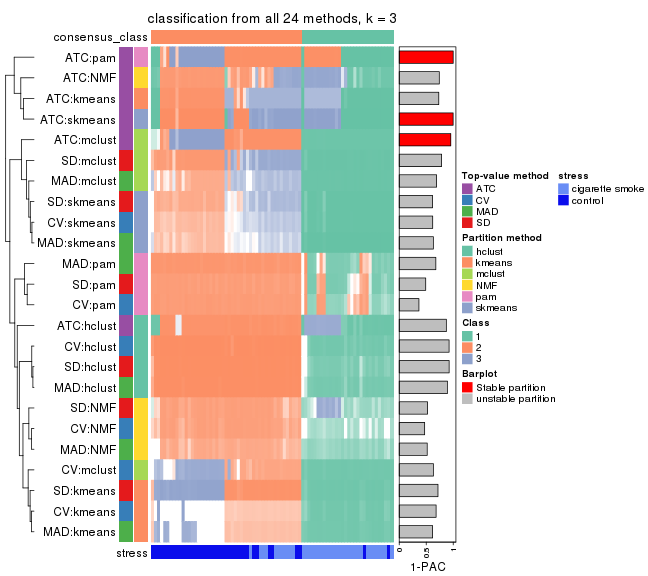 classification from all 24 methods, k = 3
consensus_class
ATC:pam
ATC:NMF
ATC:kmeans
ATC:skmeans
ATC:mclust
SD:mclust
MAD:mclust
SD:skmeans
CV:skmeans
MAD:skmeans
MAD:pam
SD:pam
CV:pam
ATC:hclust
CV:hclust
SD:hclust
MAD:hclust
SD:NMF
CV:NMF
MAD:NMF
CV:mclust
SD:kmeans
CV:kmeans
MAD:kmeans
stress
0
0.5
1
1-PAC
Top-value method
ATC
CV
MAD
SD
Partition method
hclust
kmeans
mclust
NMF
pam
skmeans
Class
1
2
3
Barplot
Stable partition
unstable partition
stress
cigarette smoke
control